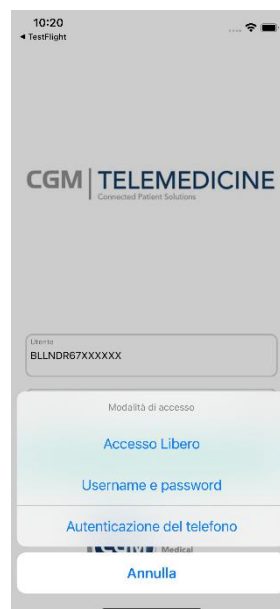 10:20
◀ TestFlight
CGM TELEMEDICINE
Connected Patient Solutions
Utente
BLLNDR67XXXXXX
Modalità di accesso
Accesso Libero
Username e password
Autenticazione del telefono
CGM Medical
Annulla